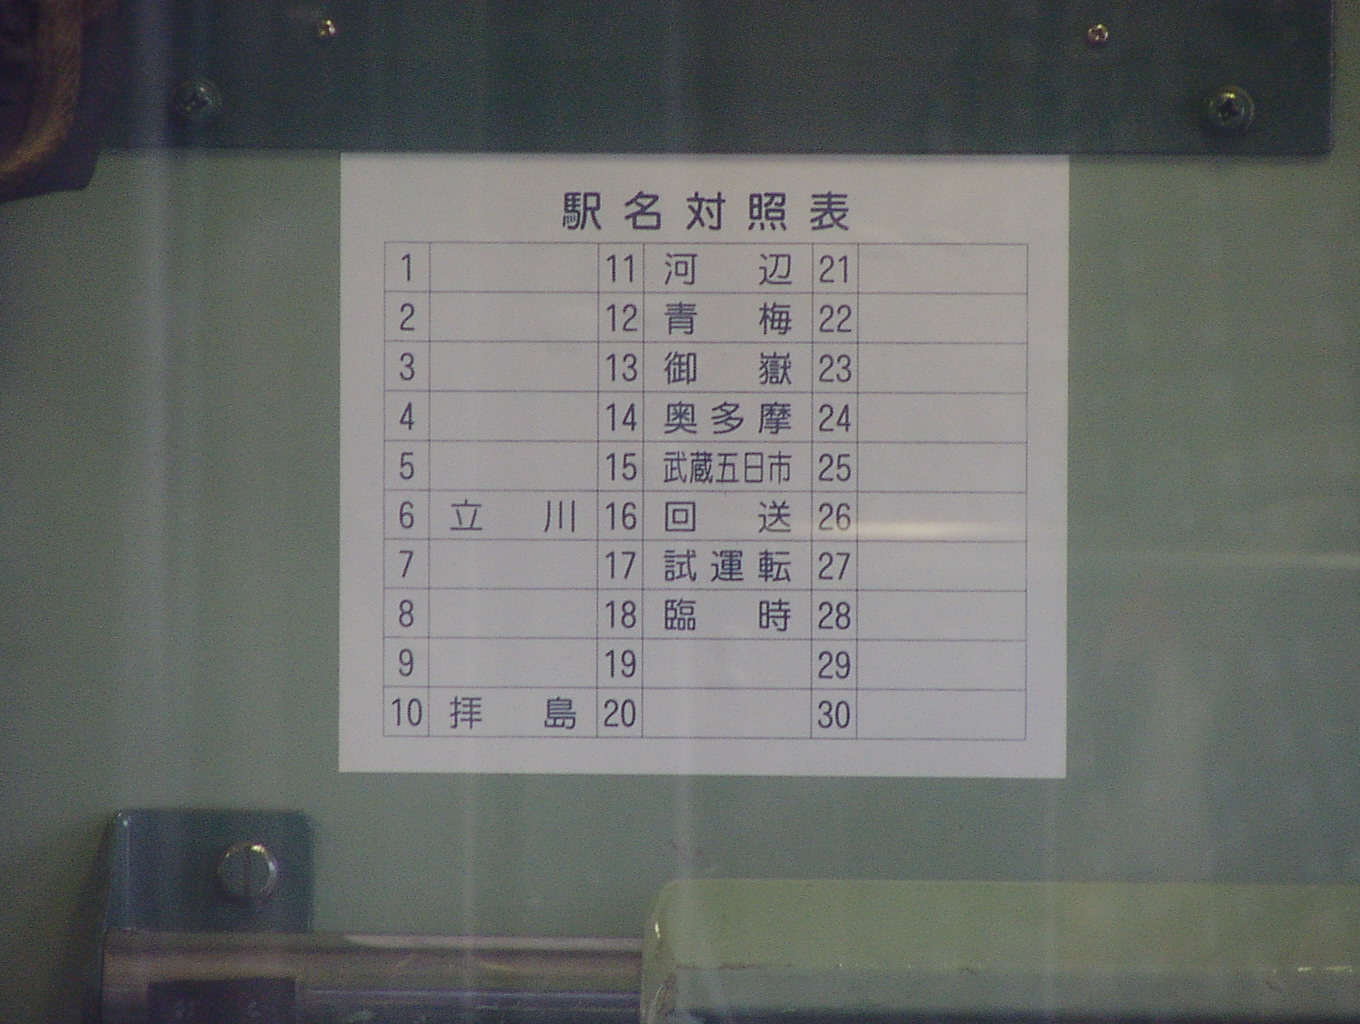 駅名対照表
1 11 河辺 21
2 12 青梅 22
3 13 御嶽 23
4 14 奥多摩 24
5 15 武蔵五日市 25
6 立川 16 回送 26
7 17 試運転 27
8 18 臨時 28
9 19 29
10 拝島 20 30